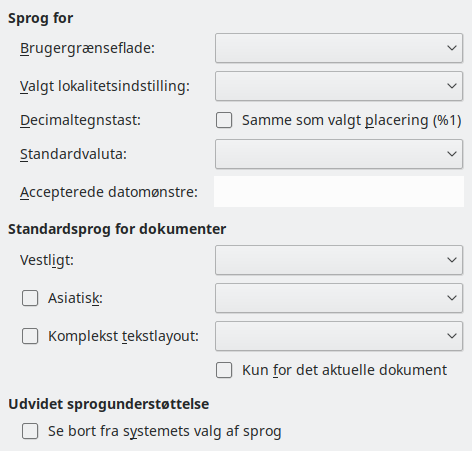 Sprog for
Brugergrænseflade:
Valgt lokalitetsindstilling:
Decimaltegnstast: Samme som valgt placering (%1)
Standardvaluta:
Accepterede datomønstre:
Standardsprog for dokumenter
Vestligt:
Asiatisk:
Komplekst tekstlayout:
Kun for det aktuelle dokument
Udvidet sprogunderstøttelse
Se bort fra systemets valg af sprog